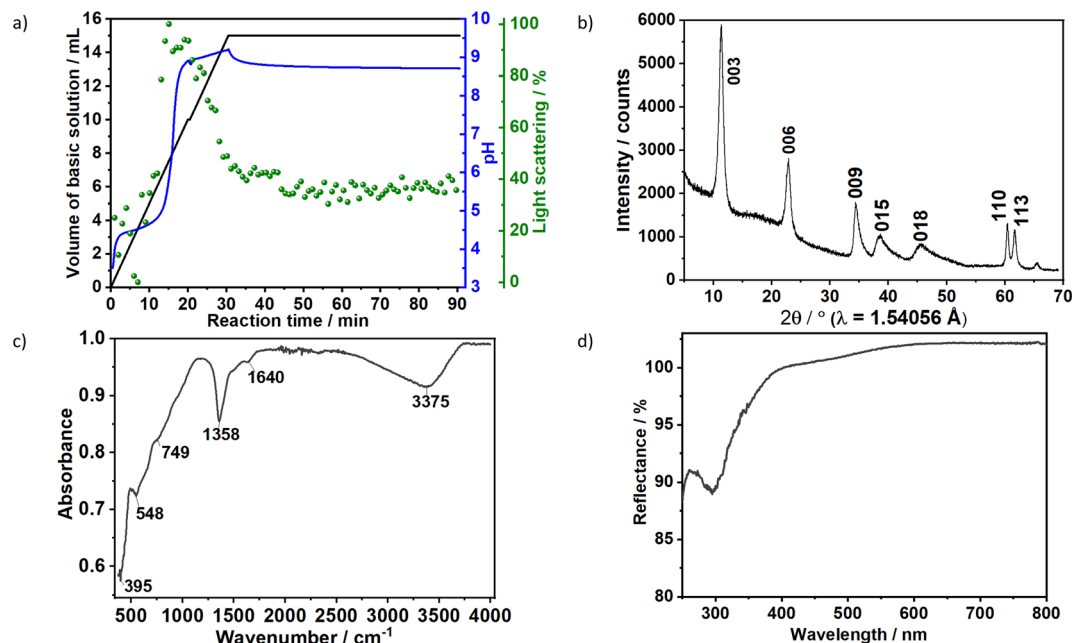 a)
Volume of basic solution / mL
16
14
12
10
8
6
4
2
0
0 10 20 30 40 50 60 70 80 90
Reaction time / min
10
9
8
7
6
5
4
3
pH
100
80
60
40
20
0
Light scattering / %
b)
Intensity / counts
6000
5000
4000
3000
2000
1000
0
003
006
009
015
018
110
113
10 20 30 40 50 60 70
2θ / ° (λ = 1.54056 Å)
c)
Absorbance
1.0
0.9
0.8
0.7
0.6
395
548
749
1358
1640
3375
500 1000 1500 2000 2500 3000 3500 4000
Wavenumber / cm⁻¹
d)
Reflectance / %
100
95
90
85
80
300 400 500 600 700 800
Wavelength / nm